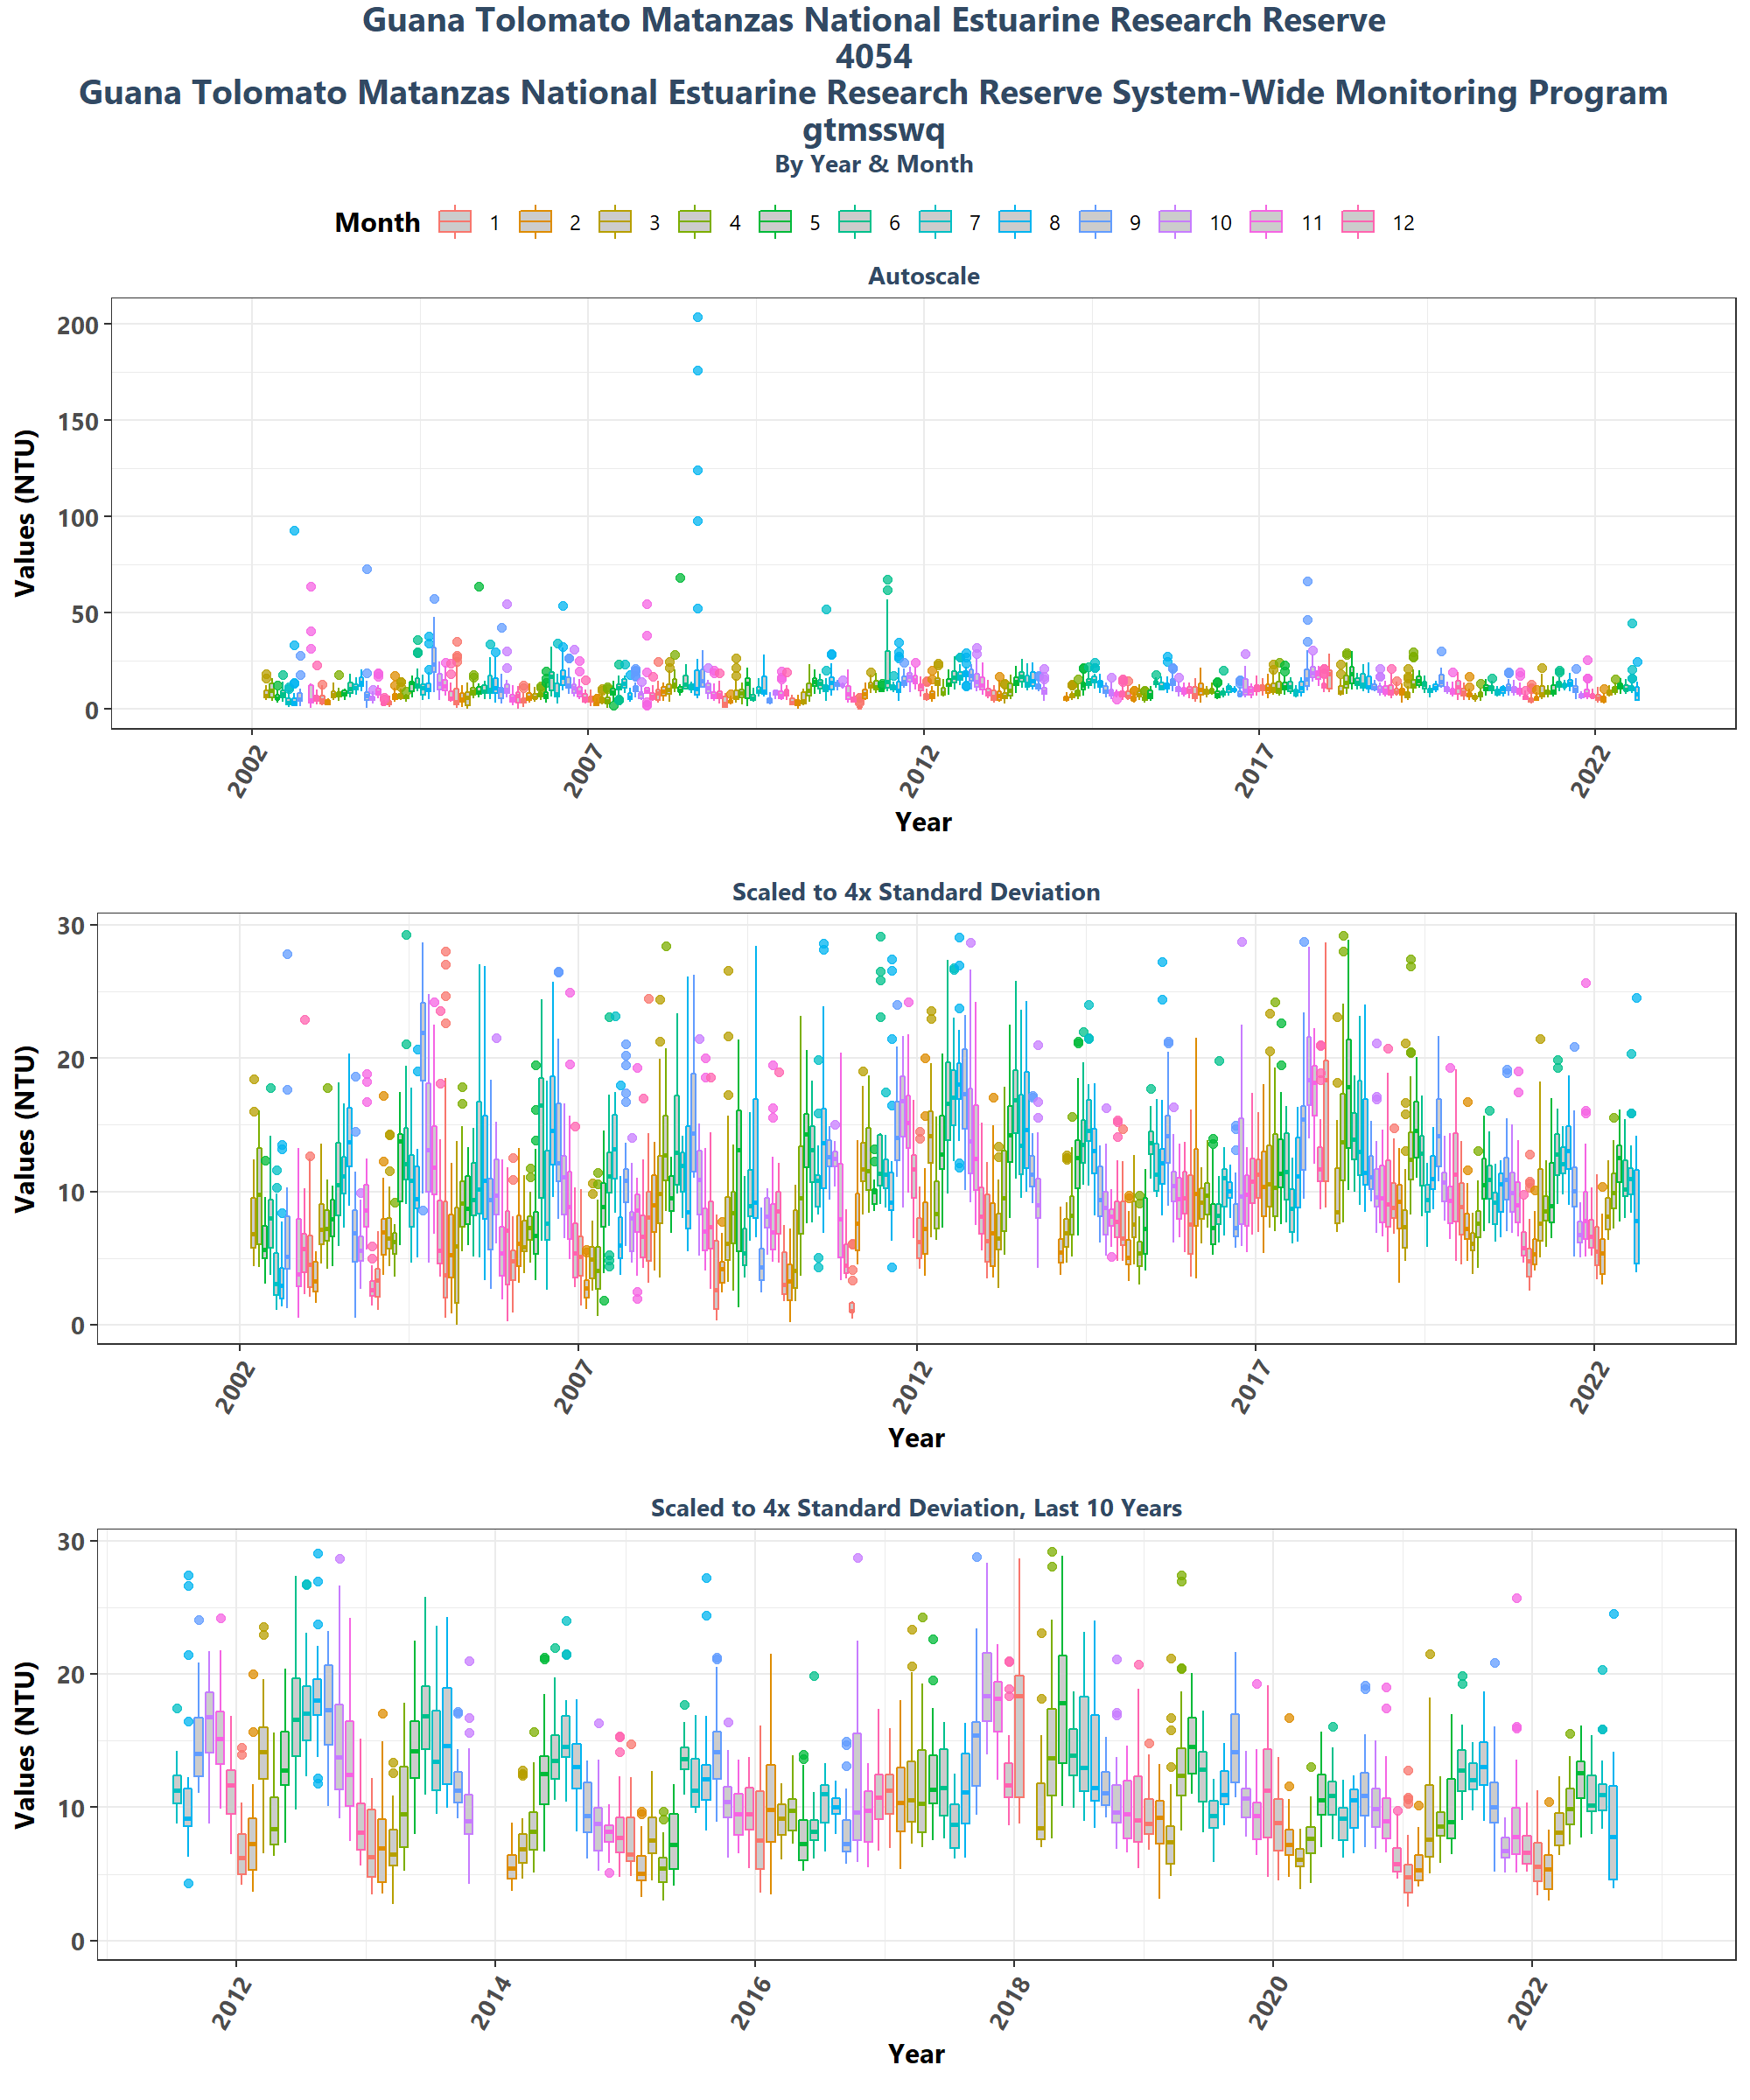 Guana Tolomato Matanzas National Estuarine Research Reserve
4054
Guana Tolomato Matanzas National Estuarine Research Reserve System-Wide Monitoring Program
gtmsswq
By Year & Month
Month 1 2 3 4 5 6 7 8 9 10 11 12
Autoscale
Values (NTU)
200
150
100
50
0
2002 2007 2012 2017 2022
Year
Scaled to 4x Standard Deviation
Values (NTU)
30
20
10
0
2002 2007 2012 2017 2022
Year
Scaled to 4x Standard Deviation, Last 10 Years
Values (NTU)
30
20
10
0
2012 2014 2016 2018 2020 2022
Year